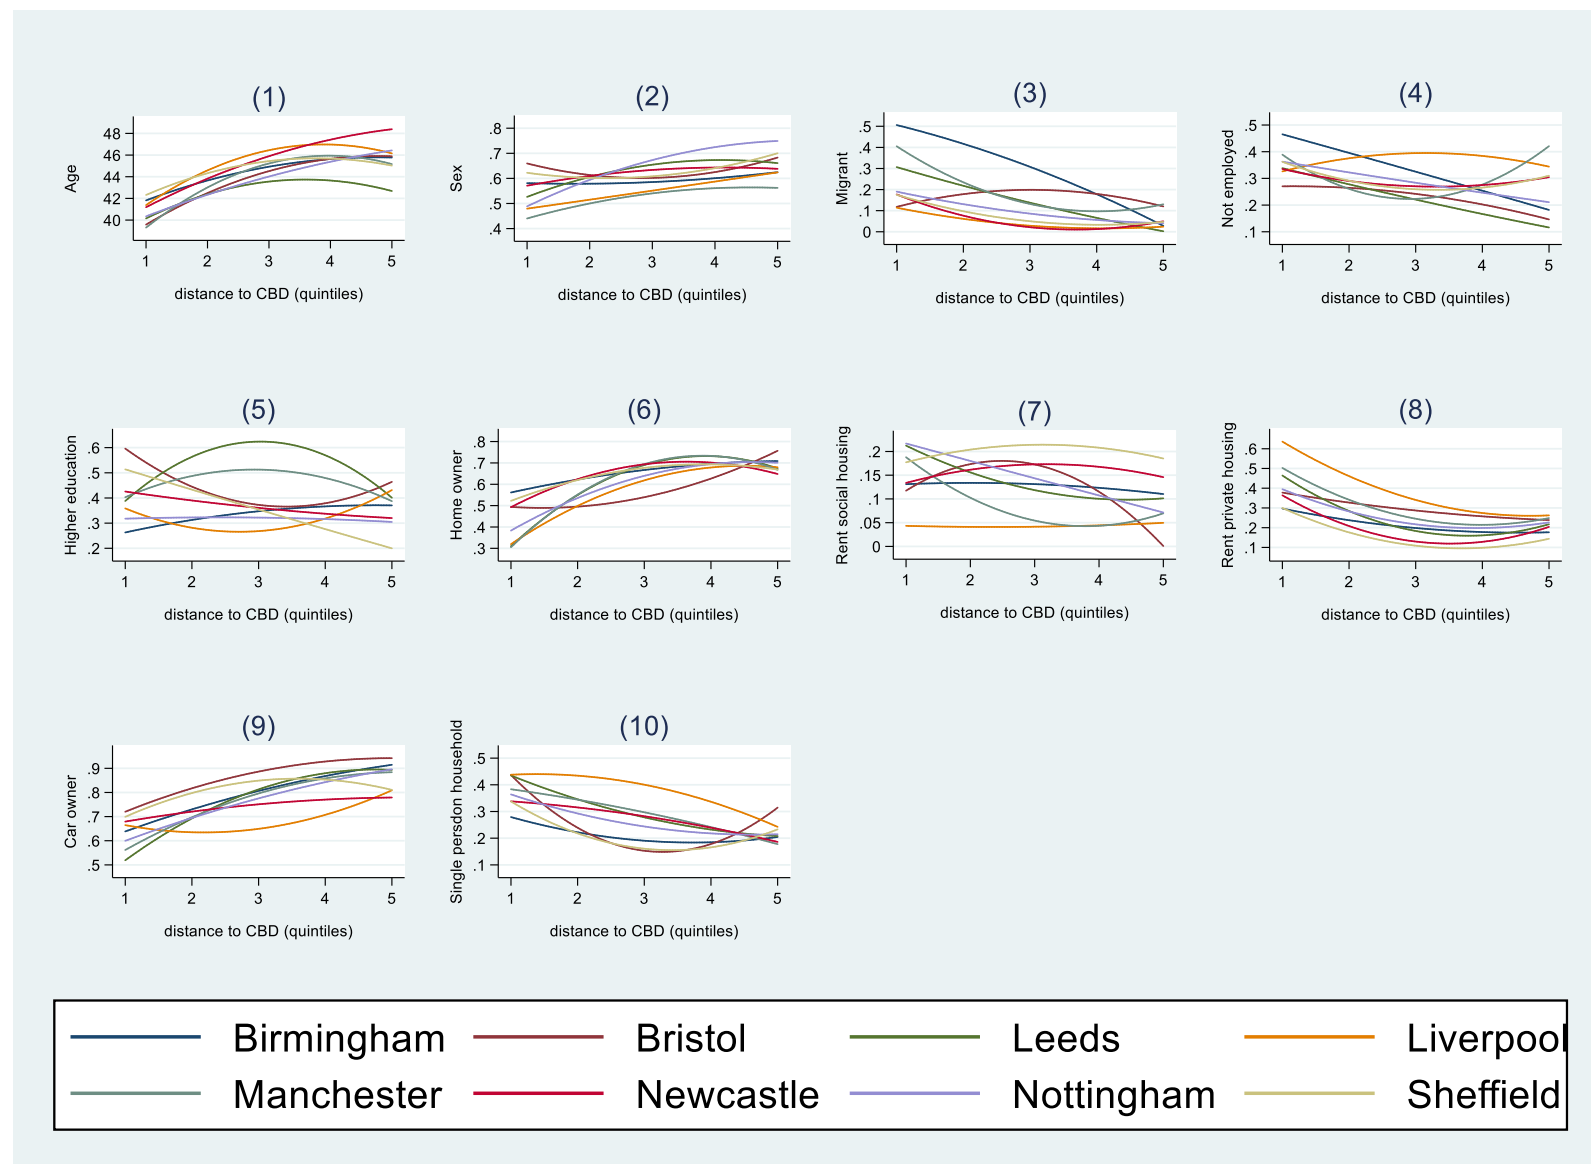 (1)
Age
48
46
44
42
40
1 2 3 4 5
distance to CBD (quintiles)
(2)
Sex
.8
.7
.6
.5
.4
1 2 3 4 5
distance to CBD (quintiles)
(3)
Migrant
.5
.4
.3
.2
.1
0
1 2 3 4 5
distance to CBD (quintiles)
(4)
Not employed
.5
.4
.3
.2
.1
1 2 3 4 5
distance to CBD (quintiles)
(5)
Higher education
.6
.5
.4
.3
.2
1 2 3 4 5
distance to CBD (quintiles)
(6)
Home owner
.8
.7
.6
.5
.4
.3
1 2 3 4 5
distance to CBD (quintiles)
(7)
Rent social housing
.2
.15
.1
.05
0
1 2 3 4 5
distance to CBD (quintiles)
(8)
Rent private housing
.6
.5
.4
.3
.2
.1
1 2 3 4 5
distance to CBD (quintiles)
(9)
Car owner
.9
.8
.7
.6
.5
1 2 3 4 5
distance to CBD (quintiles)
(10)
Single persdon household
.5
.4
.3
.2
.1
1 2 3 4 5
distance to CBD (quintiles)
Birmingham Bristol Leeds Liverpool
Manchester Newcastle Nottingham Sheffield